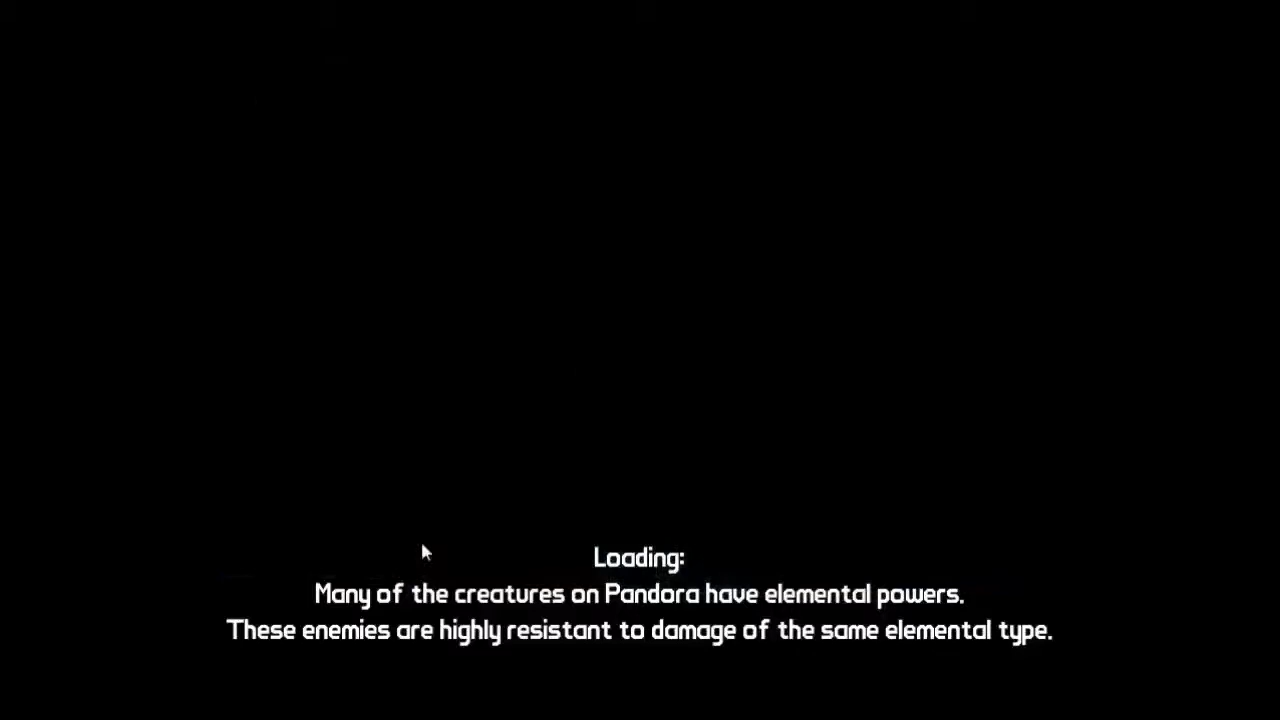 Loading:
Many of the creatures on Pandora have elemental powers.
These enemies are highly resistant to damage of the same elemental type.